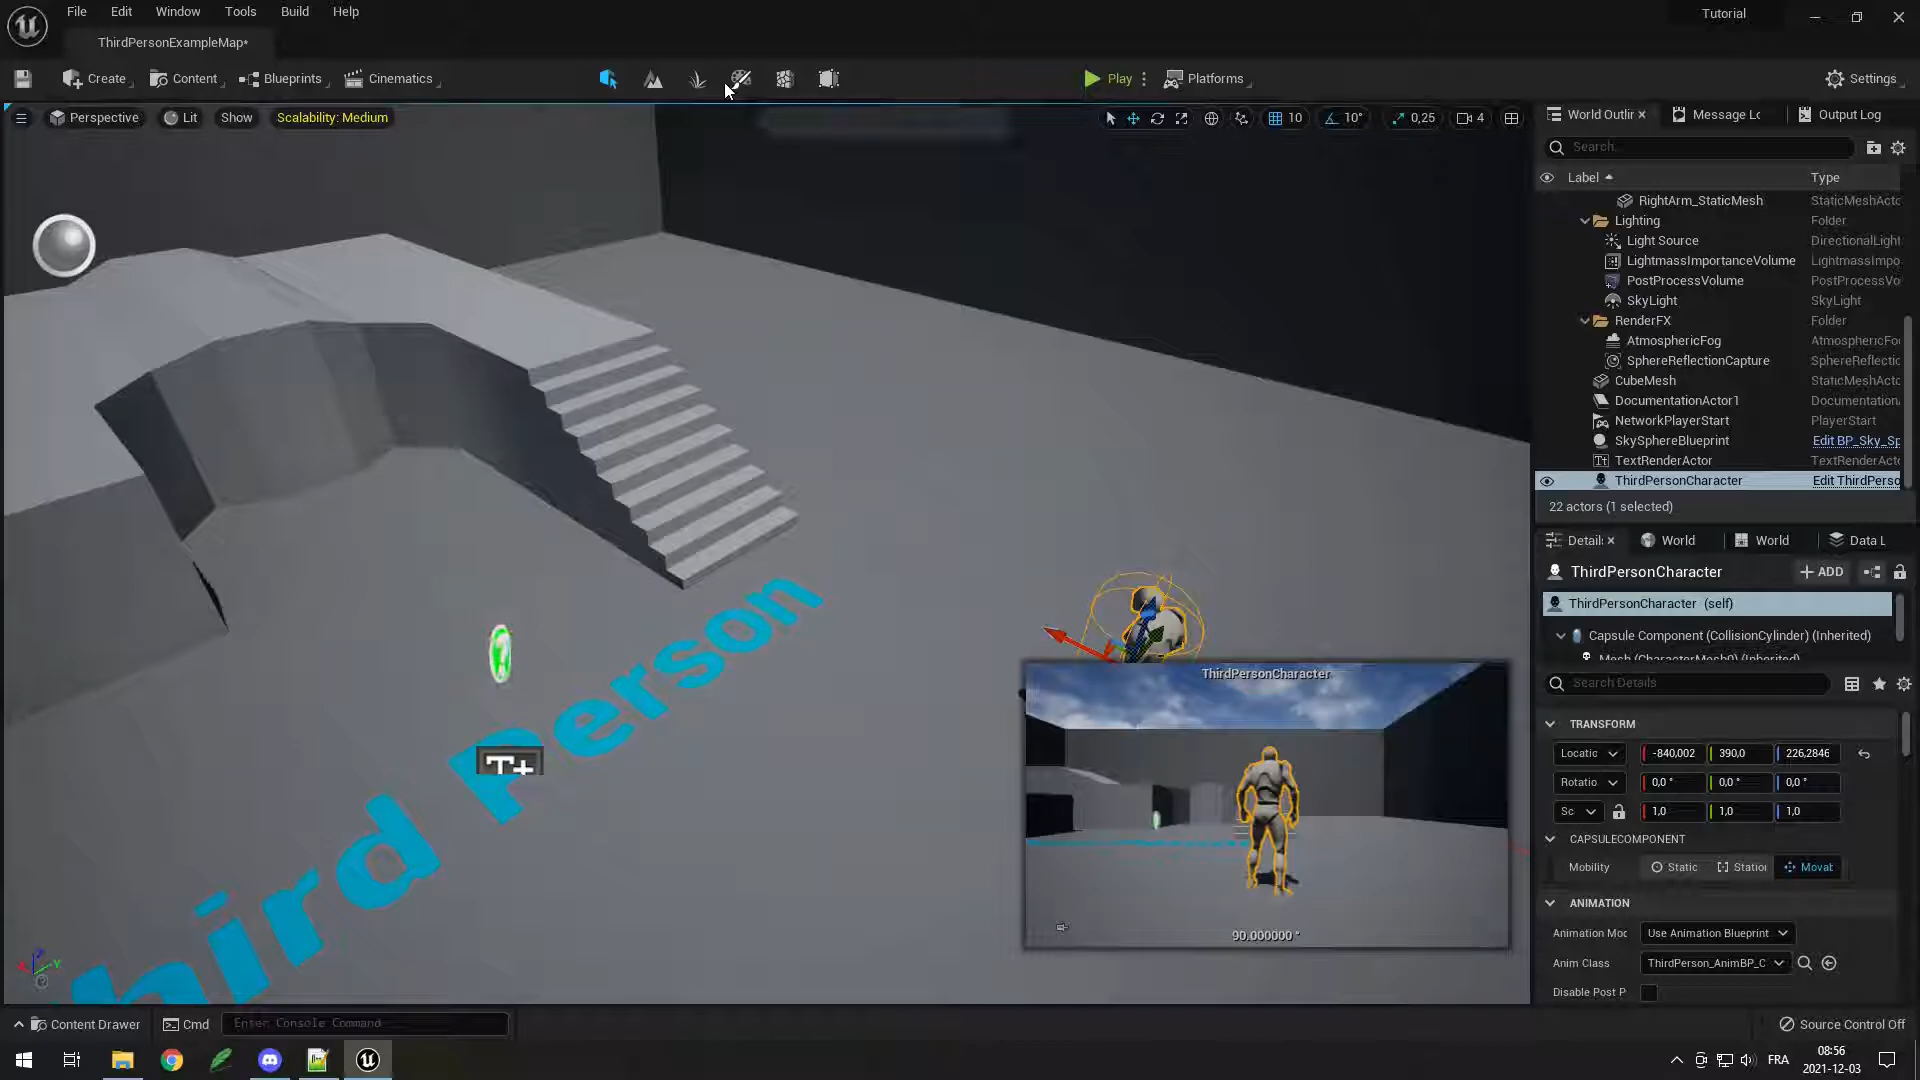 File Edit Window Tools Build Help
Tutorial
ThirdPersonExampleMap*
Create Content Blueprints Cinematics
Play Platforms Settings
Perspective Lit Show Scalability: Medium
10 10° 0,25 4
World Outlir Message Lc Output Log
Search...
Label Type
RightArm_StaticMesh StaticMeshActo
Lighting Folder
Light Source DirectionalLight
LightmassImportanceVolume LightmassImpo
PostProcessVolume PostProcessVo
SkyLight SkyLight
RenderFX Folder
AtmosphericFog AtmosphericFo
SphereReflectionCapture SphereReflectic
CubeMesh StaticMeshActo
DocumentationActor1 Documentation
NetworkPlayerStart PlayerStart
SkySphereBlueprint Edit BP_Sky_Sp
TextRenderActor TextRenderActo
ThirdPersonCharacter Edit ThirdPerso
22 actors (1 selected)
Details World World Data L
ThirdPersonCharacter ADD
ThirdPersonCharacter (self)
Capsule Component (CollisionCylinder) (Inherited)
Mesh (CharacterMesh0) (Inherited)
Search Details
TRANSFORM
Locatic -840,002 390,0 226,2846
Rotatio 0,0 ° 0,0 ° 0,0 °
Sc 1,0 1,0 1,0
CAPSULECOMPONENT
Mobility Static Station Movat
ANIMATION
Animation Moc Use Animation Blueprint
Anim Class ThirdPerson_AnimBP_C
Disable Post P
Third Person
T+
ThirdPersonCharacter
90.000000 °
X Y Z
Content Drawer Cmd Enter Console Command
Source Control Off
FRA
08:56
2021-12-03